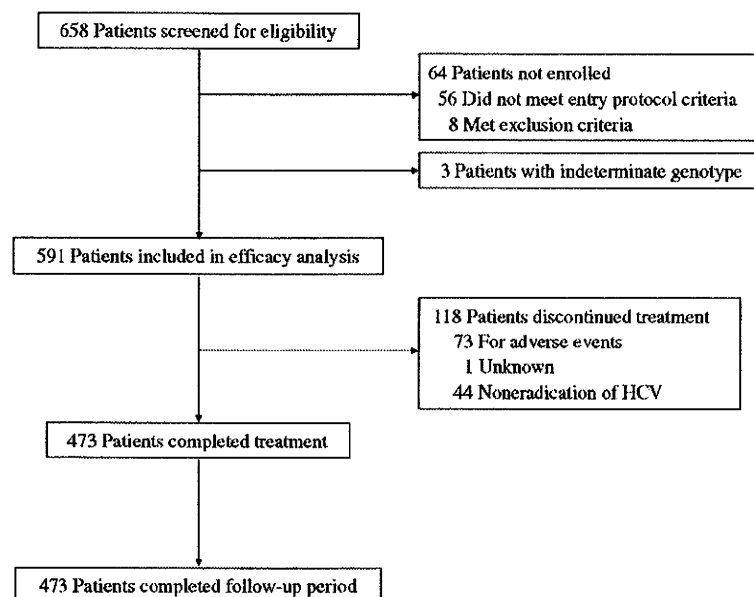 658 Patients screened for eligibility
64 Patients not enrolled
56 Did not meet entry protocol criteria
8 Met exclusion criteria
3 Patients with indeterminate genotype
591 Patients included in efficacy analysis
118 Patients discontinued treatment
73 For adverse events
1 Unknown
44 Noneradication of HCV
473 Patients completed treatment
473 Patients completed follow-up period